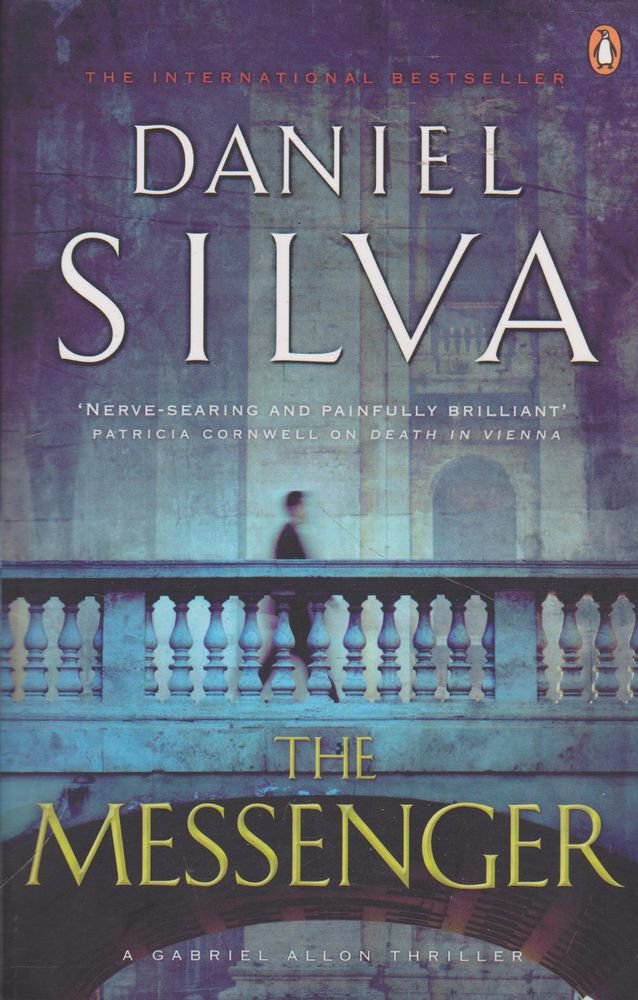 THE INTERNATIONAL BESTSELLER
DANIEL
SILVA
‘NERVE-SEARING AND PAINFULLY BRILLIANT’
PATRICIA CORNWELL ON DEATH IN VIENNA
THE
MESSENGER
A GABRIEL ALLON THRILLER